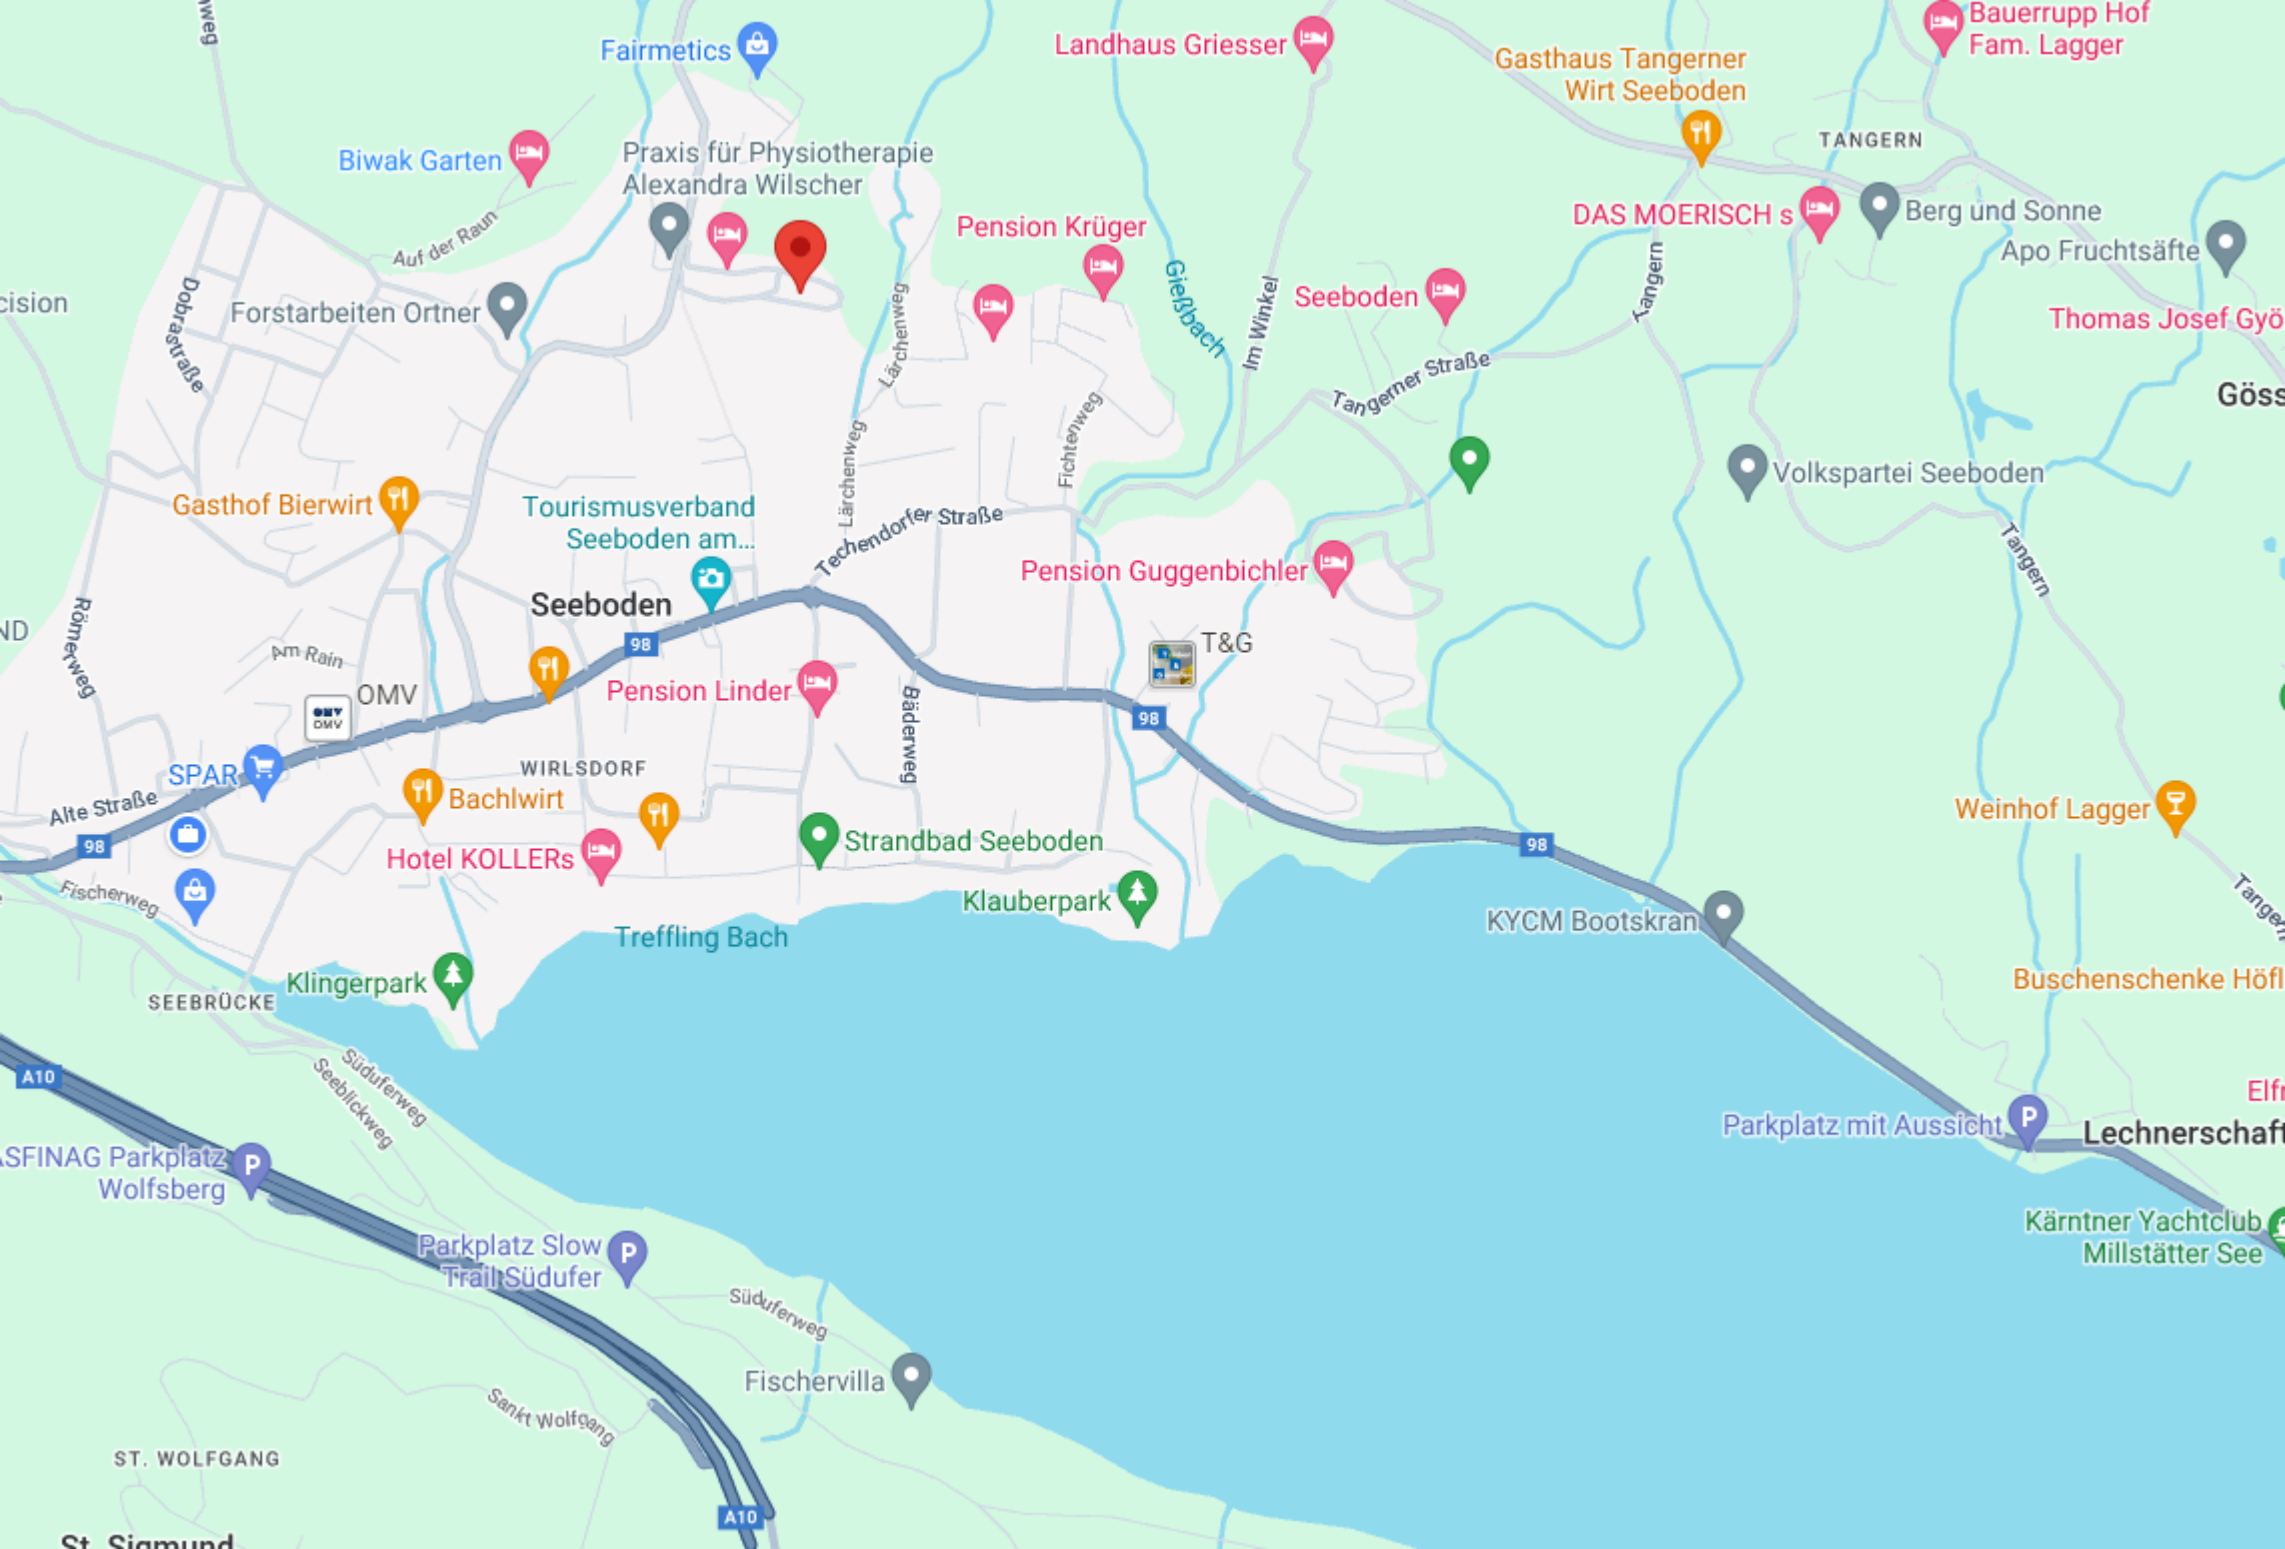 Bauerrupp Hof
Fam. Lagger
Fairmetics
Landhaus Griesser
Gasthaus Tangerner
Wirt Seeboden
TANGERN
Praxis für Physiotherapie
Alexandra Wilscher
Biwak Garten
Auf der Raun
Pension Krüger
DAS MOERISCH s
Berg und Sonne
Apo Fruchtsäfte
Dobrastraße
Forstarbeiten Ortner
Lärchenweg
Gießbach
Im Winkel
Seeboden
Tangern
Thomas Josef Gyö
Tangerner Straße
Göss
Fichtenweg
Lärchenweg
Volkspartei Seeboden
Gasthof Bierwirt
Tourismusverband
Seeboden am...
Techendorfer Straße
Tangern
Pension Guggenbichler
Seeboden
Römerweg
98
T&G
Am Rain
OMV
OMV
Pension Linder
Bäderweg
98
SPAR
WIRLSDORF
Alte Straße
Bachlwirt
Weinhof Lagger
98
98
Strandbad Seeboden
Hotel KOLLERs
Fischerweg
Klauberpark
KYCM Bootskran
Treffling Bach
Klingerpark
Buschenschenke Höfl
SEEBRÜCKE
A10
Süduferweg
Seeblickweg
Parkplatz mit Aussicht
P
Lechnerschaft
ASFINAG Parkplatz
Wolfsberg
P
Parkplatz Slow
Trail Südufer
P
Kärntner Yachtclub
Millstätter See
Süduferweg
Fischervilla
Sankt Wolfgang
ST. WOLFGANG
A10
St. Sigmund